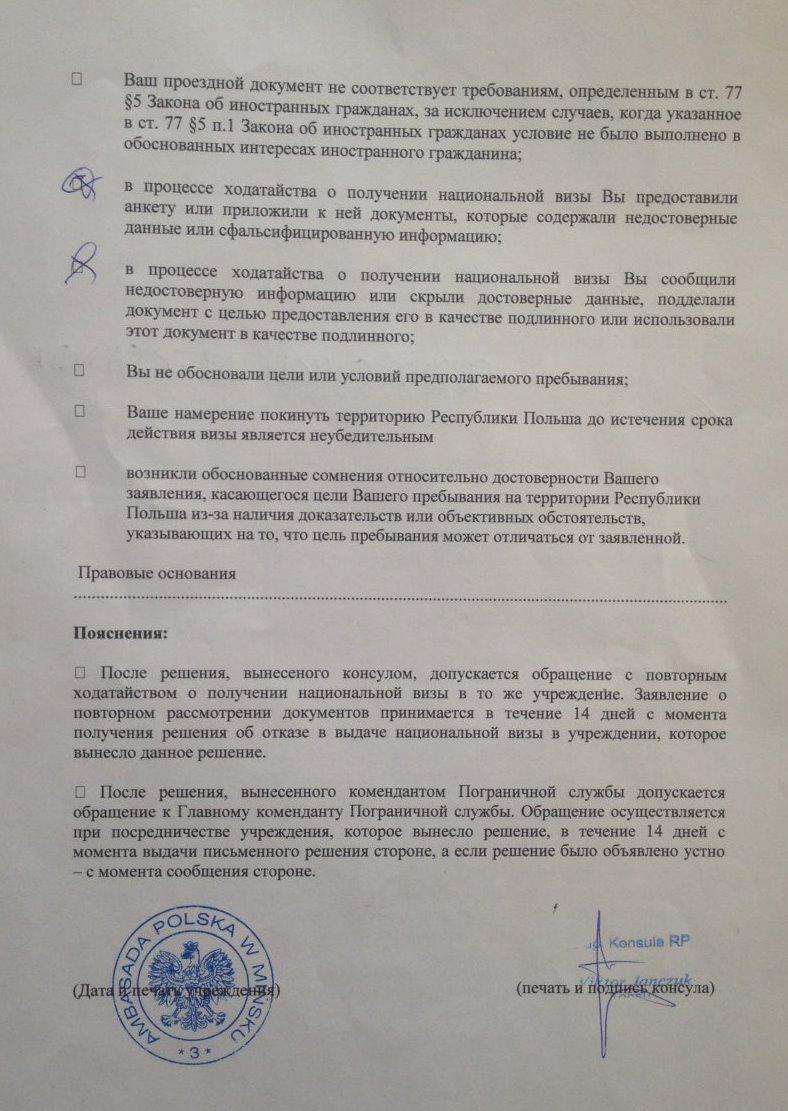 Ваш проездной документ не соответствует требованиям, определенным в ст. 77
§5 Закона об иностранных гражданах, за исключением случаев, когда указанное
в ст. 77 §5 п.1 Закона об иностранных гражданах условие не было выполнено в
обоснованных интересах иностранного гражданина;
в процессе ходатайства о получении национальной визы Вы предоставили
анкету или приложили к ней документы, которые содержали недостоверные
данные или сфальсифицированную информацию;
в процессе ходатайства о получении национальной визы Вы сообщили
недостоверную информацию или скрыли достоверные данные, подделали
документ с целью предоставления его в качестве подлинного или использовали
этот документ в качестве подлинного;
Вы не обосновали цели или условий предполагаемого пребывания;
Ваше намерение покинуть территорию Республики Польша до истечения срока
действия визы является неубедительным
возникли обоснованные сомнения относительно достоверности Вашего
заявления, касающегося цели Вашего пребывания на территории Республики
Польша из-за наличия доказательств или объективных обстоятельств,
указывающих на то, что цель пребывания может отличаться от заявленной.
Правовые основания
Пояснения:
После решения, вынесеного консулом, допускается обращение с повторным
ходатайством о получении национальной визы в то же учреждение. Заявление о
повторном рассмотрении документов принимается в течение 14 дней с момента
получения решения об отказе в выдаче национальной визы в учреждении, которое
вынесло данное решение.
После решения, вынесенного комендантом Пограничной службы допускается
обращение к Главному коменданту Пограничной службы. Обращение осуществляется
при посредничестве учреждения, которое вынесло решение, в течение 14 дней с
момента выдачи письменного решения стороне, а если решение было объявлено устно
– с момента сообщения стороне.
AMBASADA POLSKA W MIŃSKU
* 3 *
(Дата и печать учреждения)
Konsula RP
Wiktor Janczuk
(печать и подпись консула)